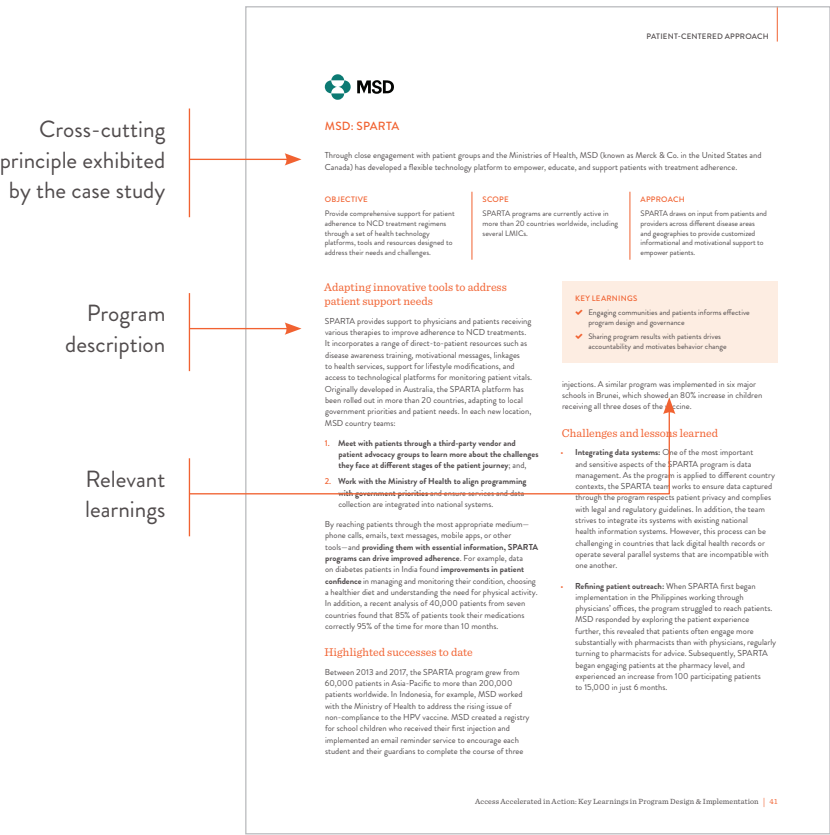 Cross-cutting
principle exhibited
by the case study
Program
description
Relevant
learnings
PATIENT-CENTERED APPROACH
MSD
MSD: SPARTA
Through close engagement with patient groups and the Ministries of Health, MSD (known as Merck & Co. in the United States and
Canada) has developed a flexible technology platform to empower, educate, and support patients with treatment adherence.
OBJECTIVE
Provide comprehensive support for patient
adherence to NCD treatment regimens
through a set of health technology
platforms, tools and resources designed to
address their needs and challenges.
SCOPE
SPARTA programs are currently active in
more than 20 countries worldwide, including
several LMICs.
APPROACH
SPARTA draws on input from patients and
providers across different disease areas
and geographies to provide customized
informational and motivational support to
empower patients.
Adapting innovative tools to address
patient support needs
SPARTA provides support to physicians and patients receiving
various therapies to improve adherence to NCD treatments.
It incorporates a range of direct-to-patient resources such as
disease awareness training, motivational messages, linkages
to health services, support for lifestyle modifications, and
access to technological platforms for monitoring patient vitals.
Originally developed in Australia, the SPARTA platform has
been rolled out in more than 20 countries, adapting to local
government priorities and patient needs. In each new location,
MSD country teams:
1. Meet with patients through a third-party vendor and
patient advocacy groups to learn more about the challenges
they face at different stages of the patient journey; and,
2. Work with the Ministry of Health to align programming
with government priorities and ensure services and data
collection are integrated into national systems.
By reaching patients through the most appropriate medium—
phone calls, emails, text messages, mobile apps, or other
tools—and providing them with essential information, SPARTA
programs can drive improved adherence. For example, data
on diabetes patients in India found improvements in patient
confidence in managing and monitoring their condition, choosing
a healthier diet and understanding the need for physical activity.
In addition, a recent analysis of 40,000 patients from seven
countries found that 85% of patients took their medications
correctly 95% of the time for more than 10 months.
Highlighted successes to date
Between 2013 and 2017, the SPARTA program grew from
60,000 patients in Asia-Pacific to more than 200,000
patients worldwide. In Indonesia, for example, MSD worked
with the Ministry of Health to address the rising issue of
non-compliance to the HPV vaccine. MSD created a registry
for school children who received their first injection and
implemented an email reminder service to encourage each
student and their guardians to complete the course of three
KEY LEARNINGS
✔ Engaging communities and patients informs effective
program design and governance
✔ Sharing program results with patients drives
accountability and motivates behavior change
injections. A similar program was implemented in six major
schools in Brunei, which showed an 80% increase in children
receiving all three doses of the vaccine.
Challenges and lessons learned
• Integrating data systems: One of the most important
and sensitive aspects of the SPARTA program is data
management. As the program is applied to different country
contexts, the SPARTA team works to ensure data captured
through the program respects patient privacy and complies
with legal and regulatory guidelines. In addition, the team
strives to integrate its systems with existing national
health information systems. However, this process can be
challenging in countries that lack digital health records or
operate several parallel systems that are incompatible with
one another.
• Refining patient outreach: When SPARTA first began
implementation in the Philippines working through
physicians’ offices, the program struggled to reach patients.
MSD responded by exploring the patient experience
further, this revealed that patients often engage more
substantially with pharmacists than with physicians, regularly
turning to pharmacists for advice. Subsequently, SPARTA
began engaging patients at the pharmacy level, and
experienced an increase from 100 participating patients
to 15,000 in just 6 months.
Access Accelerated in Action: Key Learnings in Program Design & Implementation | 41